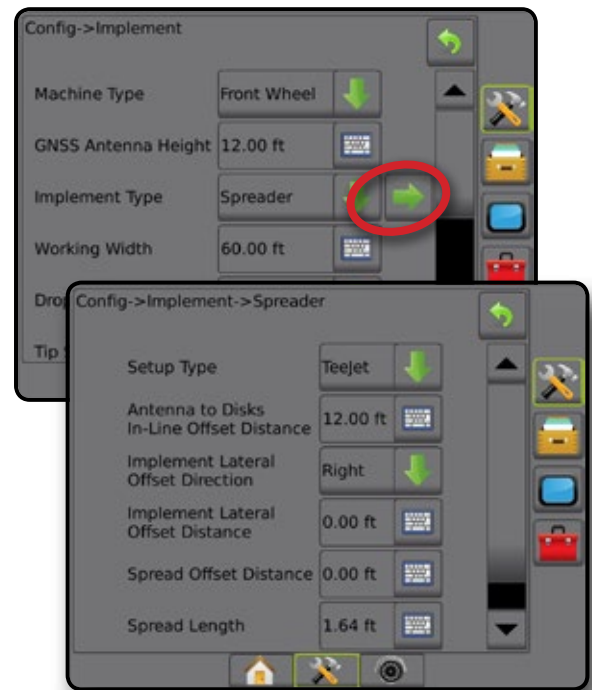 Config->Implement
Machine Type Front Wheel
GNSS Antenna Height 12.00 ft
Implement Type Spreader
Working Width 60.00 ft
Config->Implement->Spreader
Tip
Setup Type TeeJet
Antenna to Disks
In-Line Offset Distance 12.00 ft
Implement Lateral
Offset Direction Right
Implement Lateral
Offset Distance 0.00 ft
Spread Offset Distance 0.00 ft
Spread Length 1.64 ft